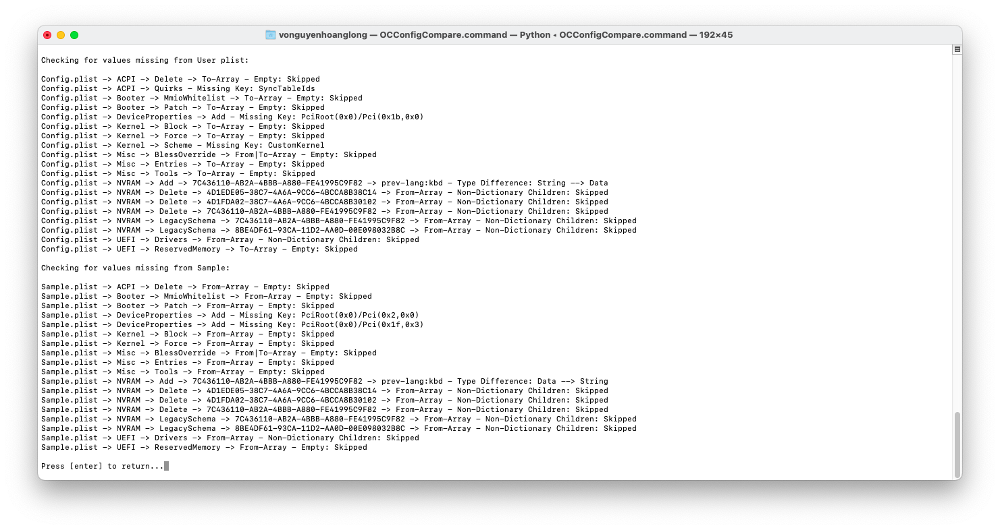 vonguyenhoanglong — OCConfigCompare.command — Python ◂ OCConfigCompare.command — 192×45
Checking for values missing from User plist:
Config.plist -> ACPI -> Delete -> To-Array - Empty: Skipped
Config.plist -> ACPI -> Quirks - Missing Key: SyncTableIds
Config.plist -> Booter -> MmioWhitelist -> To-Array - Empty: Skipped
Config.plist -> Booter -> Patch -> To-Array - Empty: Skipped
Config.plist -> DeviceProperties -> Add - Missing Key: PciRoot(0x0)/Pci(0x1b,0x0)
Config.plist -> Kernel -> Block -> To-Array - Empty: Skipped
Config.plist -> Kernel -> Force -> To-Array - Empty: Skipped
Config.plist -> Kernel -> Scheme - Missing Key: CustomKernel
Config.plist -> Misc -> BlessOverride -> From|To-Array - Empty: Skipped
Config.plist -> Misc -> Entries -> To-Array - Empty: Skipped
Config.plist -> Misc -> Tools -> To-Array - Empty: Skipped
Config.plist -> NVRAM -> Add -> 7C436110-AB2A-4BBB-A880-FE41995C9F82 -> prev-lang:kbd - Type Difference: String --> Data
Config.plist -> NVRAM -> Delete -> 4D1EDE05-38C7-4A6A-9CC6-4BCCA8B38C14 -> From-Array - Non-Dictionary Children: Skipped
Config.plist -> NVRAM -> Delete -> 4D1FDA02-38C7-4A6A-9CC6-4BCCA8B30102 -> From-Array - Non-Dictionary Children: Skipped
Config.plist -> NVRAM -> Delete -> 7C436110-AB2A-4BBB-A880-FE41995C9F82 -> From-Array - Non-Dictionary Children: Skipped
Config.plist -> NVRAM -> LegacySchema -> 7C436110-AB2A-4BBB-A880-FE41995C9F82 -> From-Array - Non-Dictionary Children: Skipped
Config.plist -> NVRAM -> LegacySchema -> 8BE4DF61-93CA-11D2-AA0D-00E098032B8C -> From-Array - Non-Dictionary Children: Skipped
Config.plist -> UEFI -> Drivers -> From-Array - Non-Dictionary Children: Skipped
Config.plist -> UEFI -> ReservedMemory -> To-Array - Empty: Skipped
Checking for values missing from Sample:
Sample.plist -> ACPI -> Delete -> From-Array - Empty: Skipped
Sample.plist -> Booter -> MmioWhitelist -> From-Array - Empty: Skipped
Sample.plist -> Booter -> Patch -> From-Array - Empty: Skipped
Sample.plist -> DeviceProperties -> Add - Missing Key: PciRoot(0x0)/Pci(0x2,0x0)
Sample.plist -> DeviceProperties -> Add - Missing Key: PciRoot(0x0)/Pci(0x1f,0x3)
Sample.plist -> Kernel -> Block -> From-Array - Empty: Skipped
Sample.plist -> Kernel -> Force -> From-Array - Empty: Skipped
Sample.plist -> Misc -> BlessOverride -> From|To-Array - Empty: Skipped
Sample.plist -> Misc -> Entries -> From-Array - Empty: Skipped
Sample.plist -> Misc -> Tools -> From-Array - Empty: Skipped
Sample.plist -> NVRAM -> Add -> 7C436110-AB2A-4BBB-A880-FE41995C9F82 -> prev-lang:kbd - Type Difference: Data --> String
Sample.plist -> NVRAM -> Delete -> 4D1EDE05-38C7-4A6A-9CC6-4BCCA8B38C14 -> From-Array - Non-Dictionary Children: Skipped
Sample.plist -> NVRAM -> Delete -> 4D1FDA02-38C7-4A6A-9CC6-4BCCA8B30102 -> From-Array - Non-Dictionary Children: Skipped
Sample.plist -> NVRAM -> Delete -> 7C436110-AB2A-4BBB-A880-FE41995C9F82 -> From-Array - Non-Dictionary Children: Skipped
Sample.plist -> NVRAM -> LegacySchema -> 7C436110-AB2A-4BBB-A880-FE41995C9F82 -> From-Array - Non-Dictionary Children: Skipped
Sample.plist -> NVRAM -> LegacySchema -> 8BE4DF61-93CA-11D2-AA0D-00E098032B8C -> From-Array - Non-Dictionary Children: Skipped
Sample.plist -> UEFI -> Drivers -> From-Array - Non-Dictionary Children: Skipped
Sample.plist -> UEFI -> ReservedMemory -> From-Array - Empty: Skipped
Press [enter] to return...